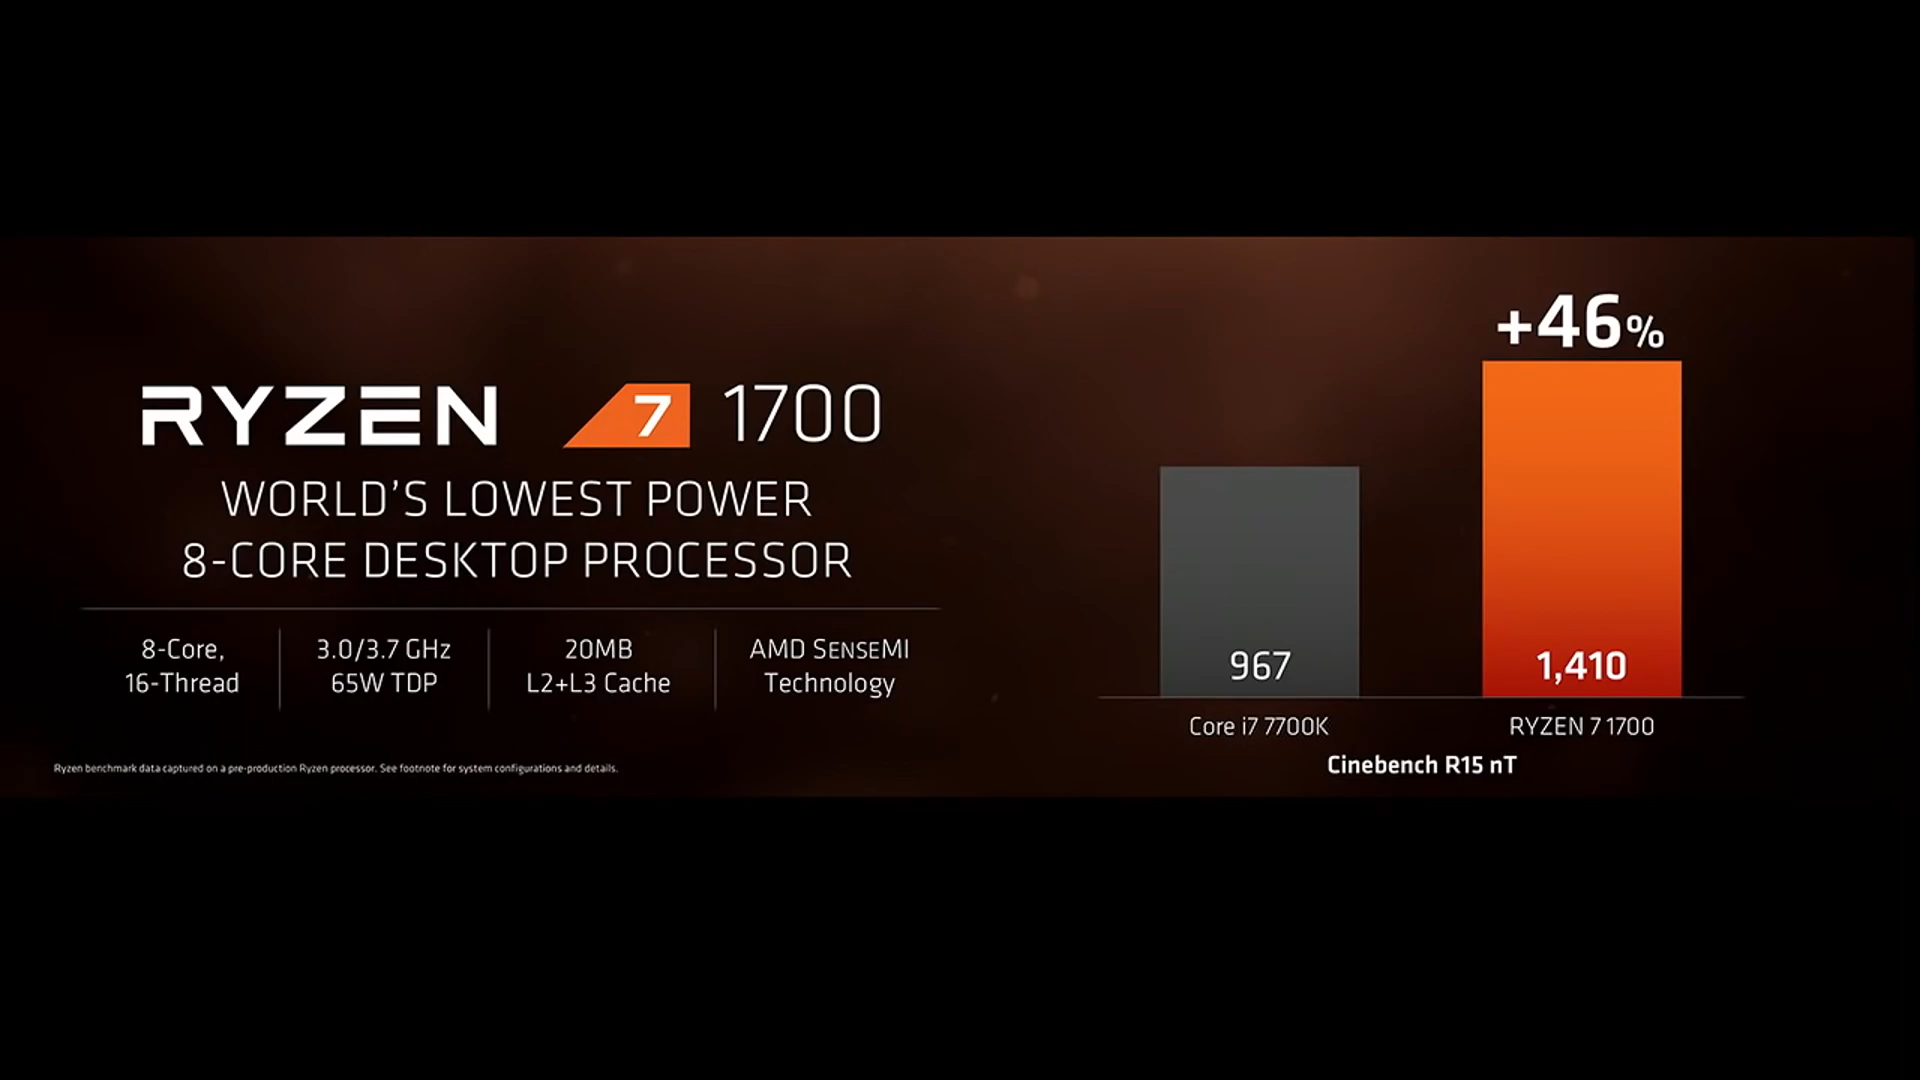 RYZEN 7 1700
WORLD'S LOWEST POWER
8-CORE DESKTOP PROCESSOR
8-Core,
16-Thread
3.0/3.7 GHz
65W TDP
20MB
L2+L3 Cache
AMD SENSEMI
Technology
Ryzen benchmark data captured on a pre-production Ryzen processor. See footnote for system configurations and details.
+46%
967
1,410
Core i7 7700K
RYZEN 7 1700
Cinebench R15 nT